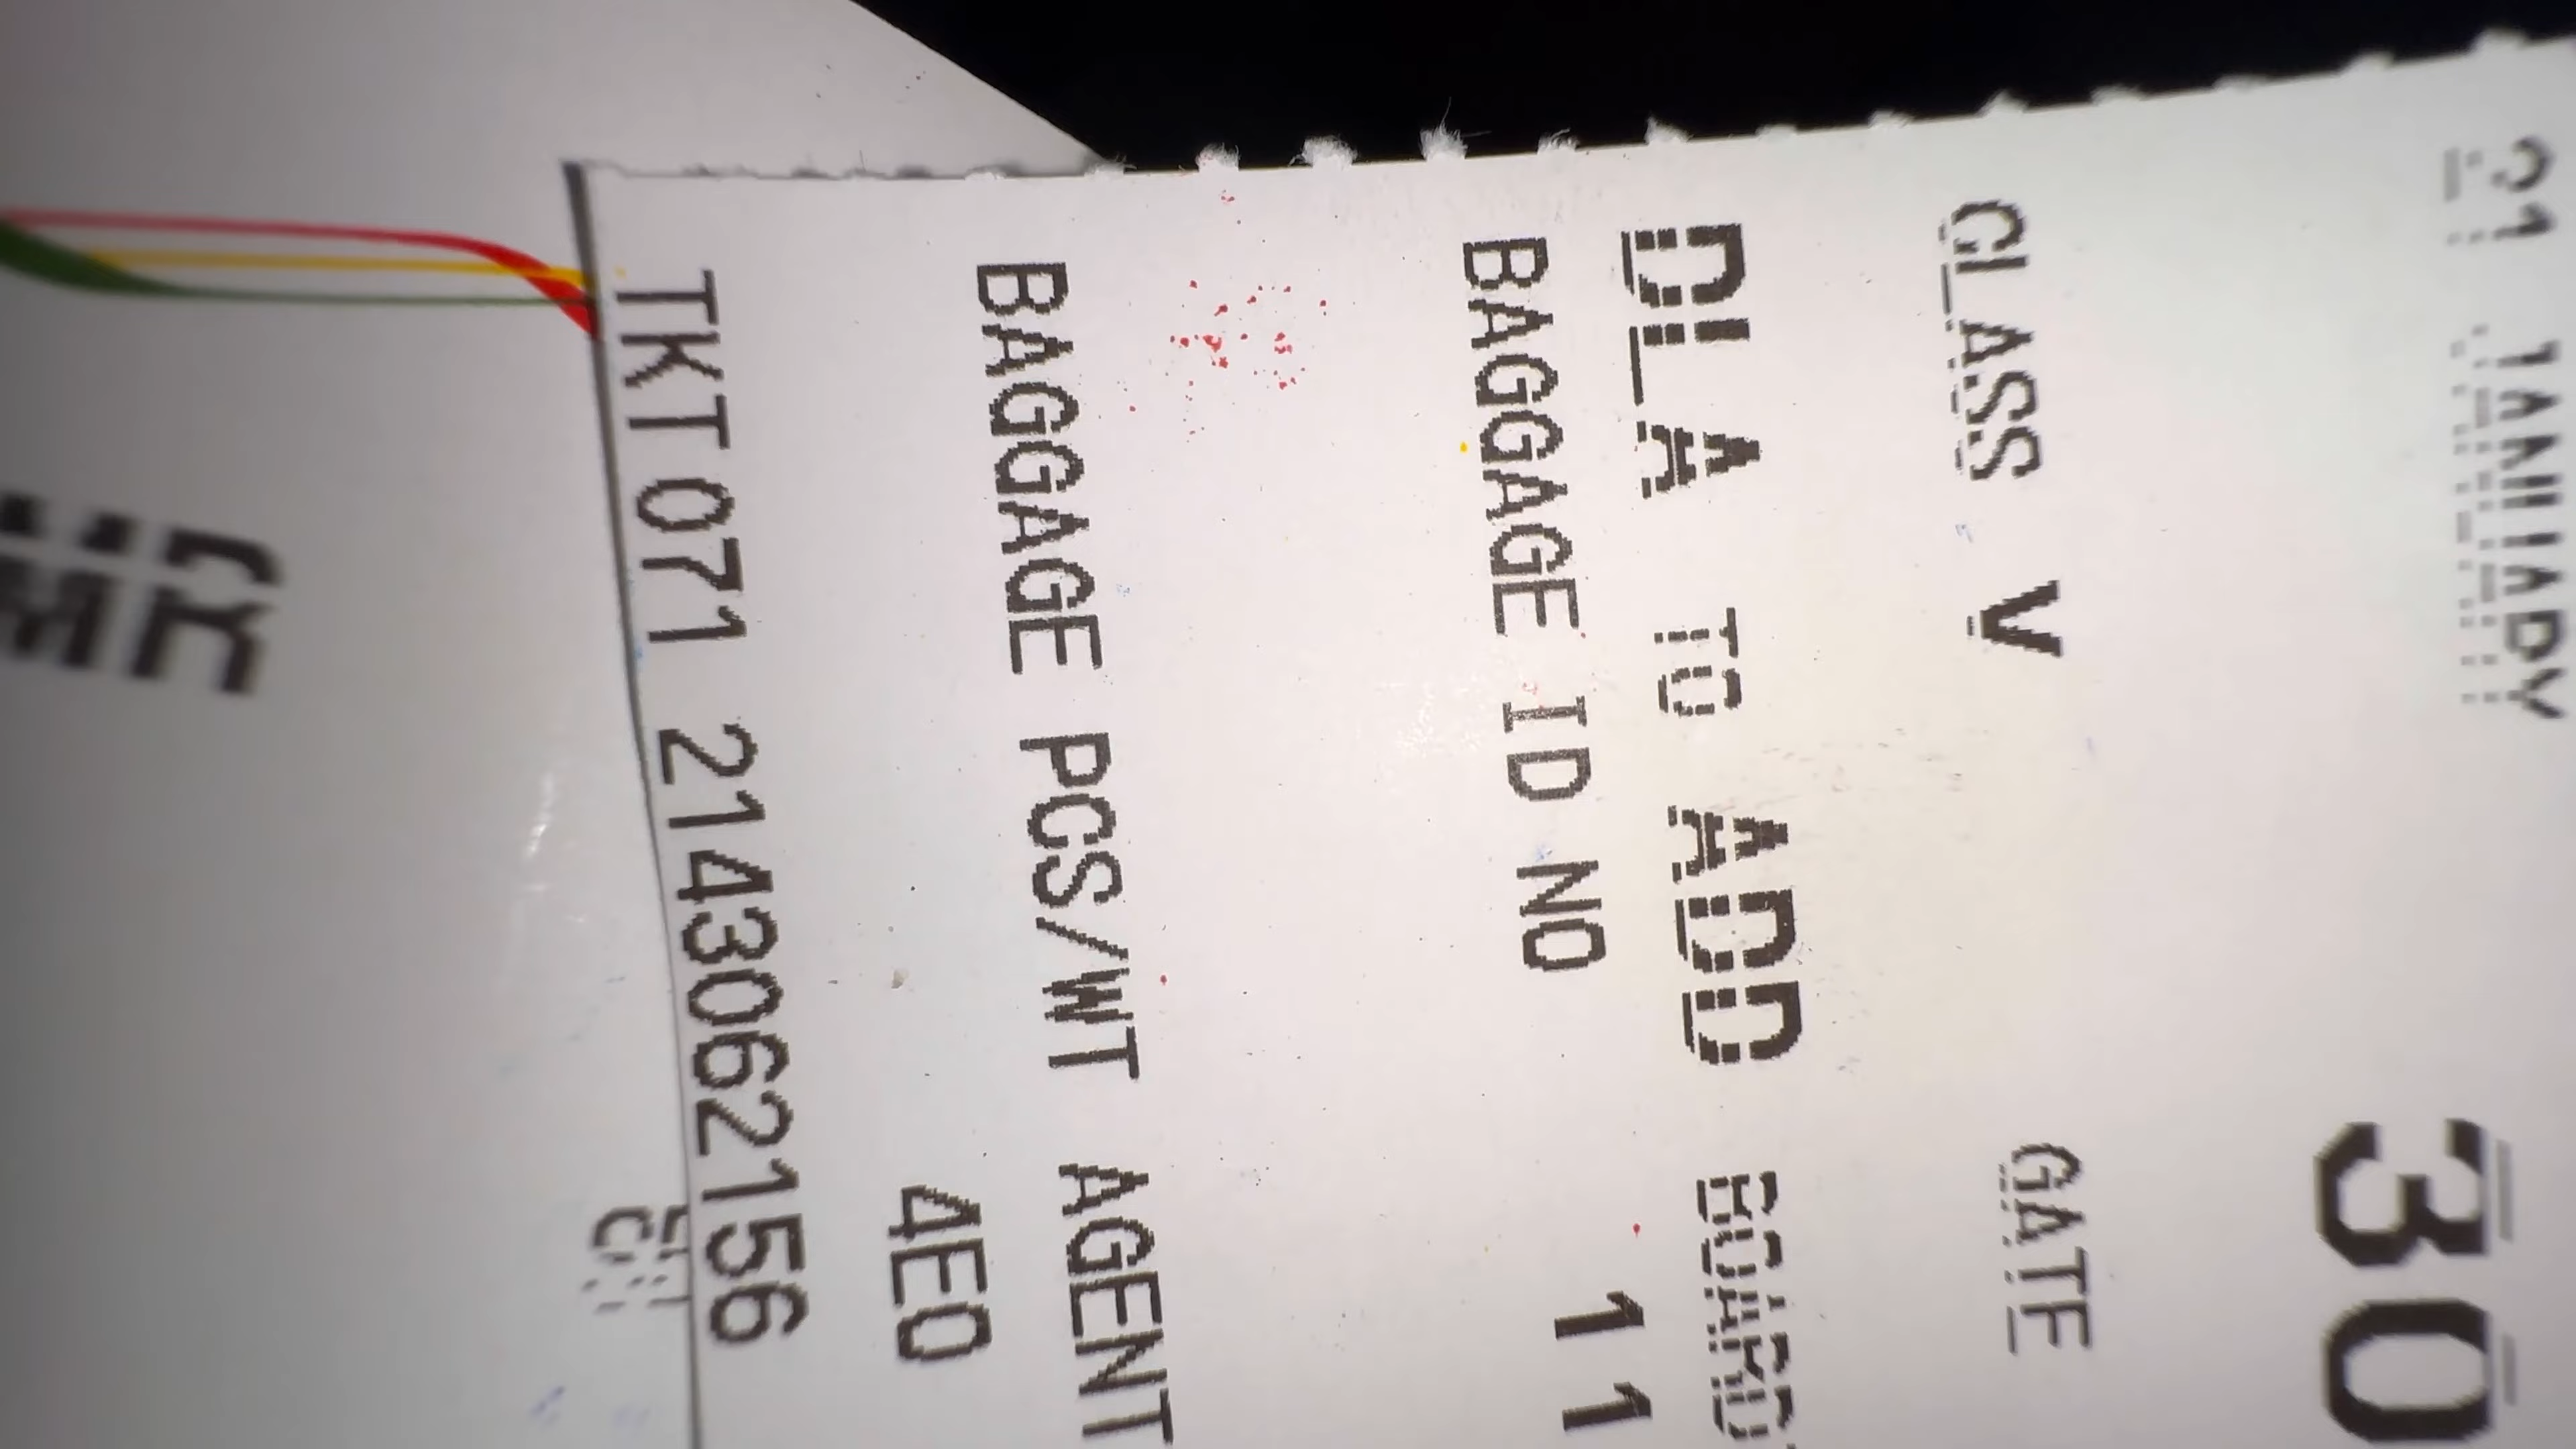 21 JANUARY
30
CLASS V GATE
DLA TO ADD BOARD
BAGGAGE ID NO 11
BAGGAGE PCS/WT AGENT
4E0
TKT 071 2143062156
MR